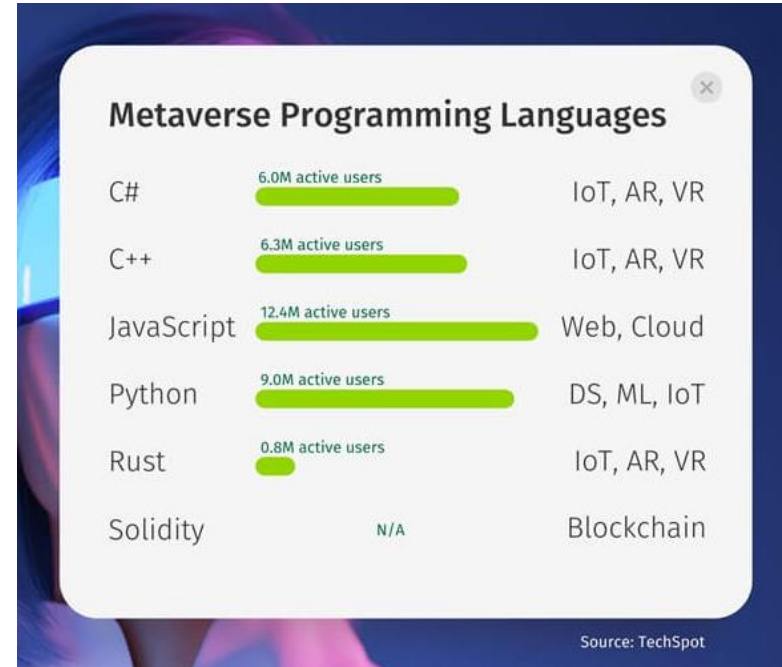 Metaverse Programming Languages
C# 6.0M active users IoT, AR, VR
C++ 6.3M active users IoT, AR, VR
JavaScript 12.4M active users Web, Cloud
Python 9.0M active users DS, ML, IoT
Rust 0.8M active users IoT, AR, VR
Solidity N/A Blockchain
Source: TechSpot